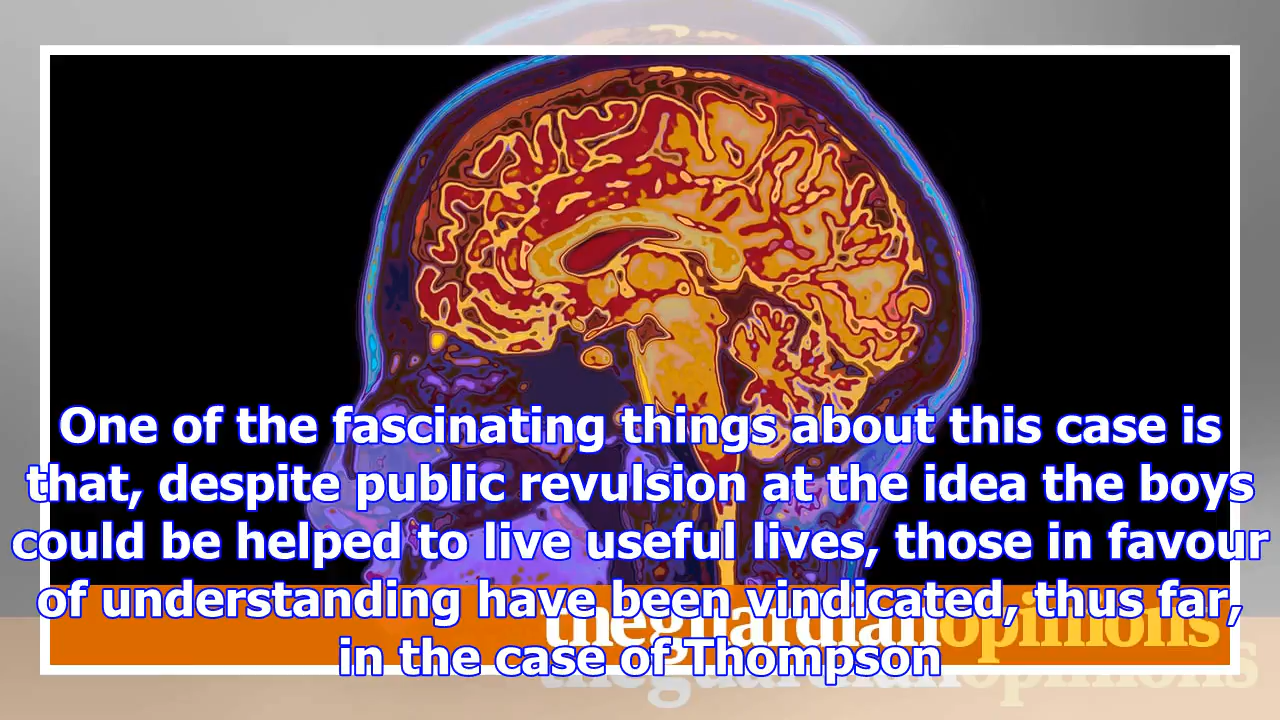 One of the fascinating things about this case is
that, despite public revulsion at the idea the boys
could be helped to live useful lives, those in favour
of understanding have been vindicated, thus far,
theguardianopinions
in the case of Thompson
theguardianopinions